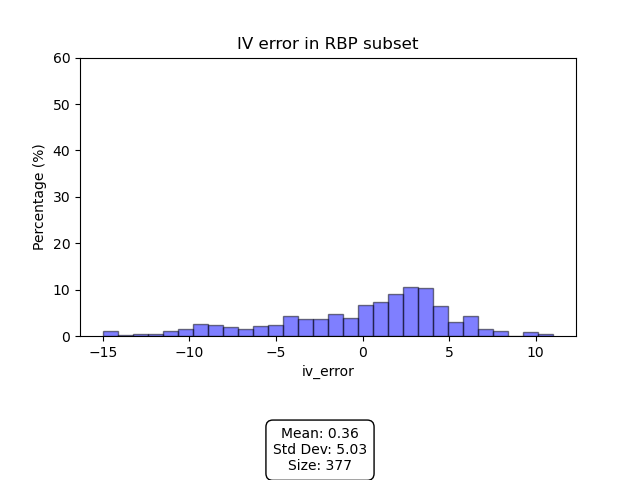 IV error in RBP subset
60
50
40
30
20
10
0
Percentage (%)
−15 −10 −5 0 5 10
iv_error
Mean: 0.36
Std Dev: 5.03
Size: 377